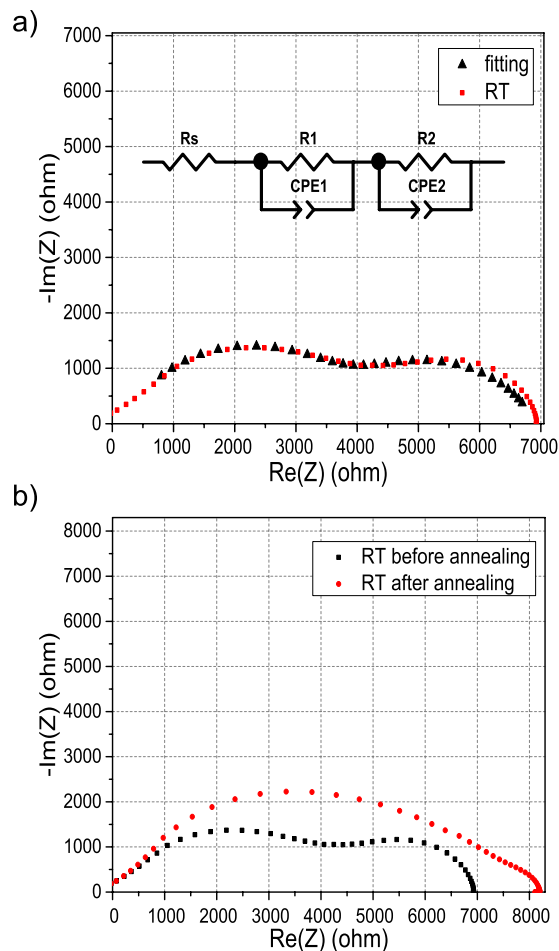 a)
7000
6000
5000
4000
3000
2000
1000
0
-Im(Z) (ohm)
fitting
RT
Rs
R1
R2
CPE1
CPE2
0 1000 2000 3000 4000 5000 6000 7000
Re(Z) (ohm)
b)
8000
7000
6000
5000
4000
3000
2000
1000
0
-Im(Z) (ohm)
RT before annealing
RT after annealing
0 1000 2000 3000 4000 5000 6000 7000 8000
Re(Z) (ohm)